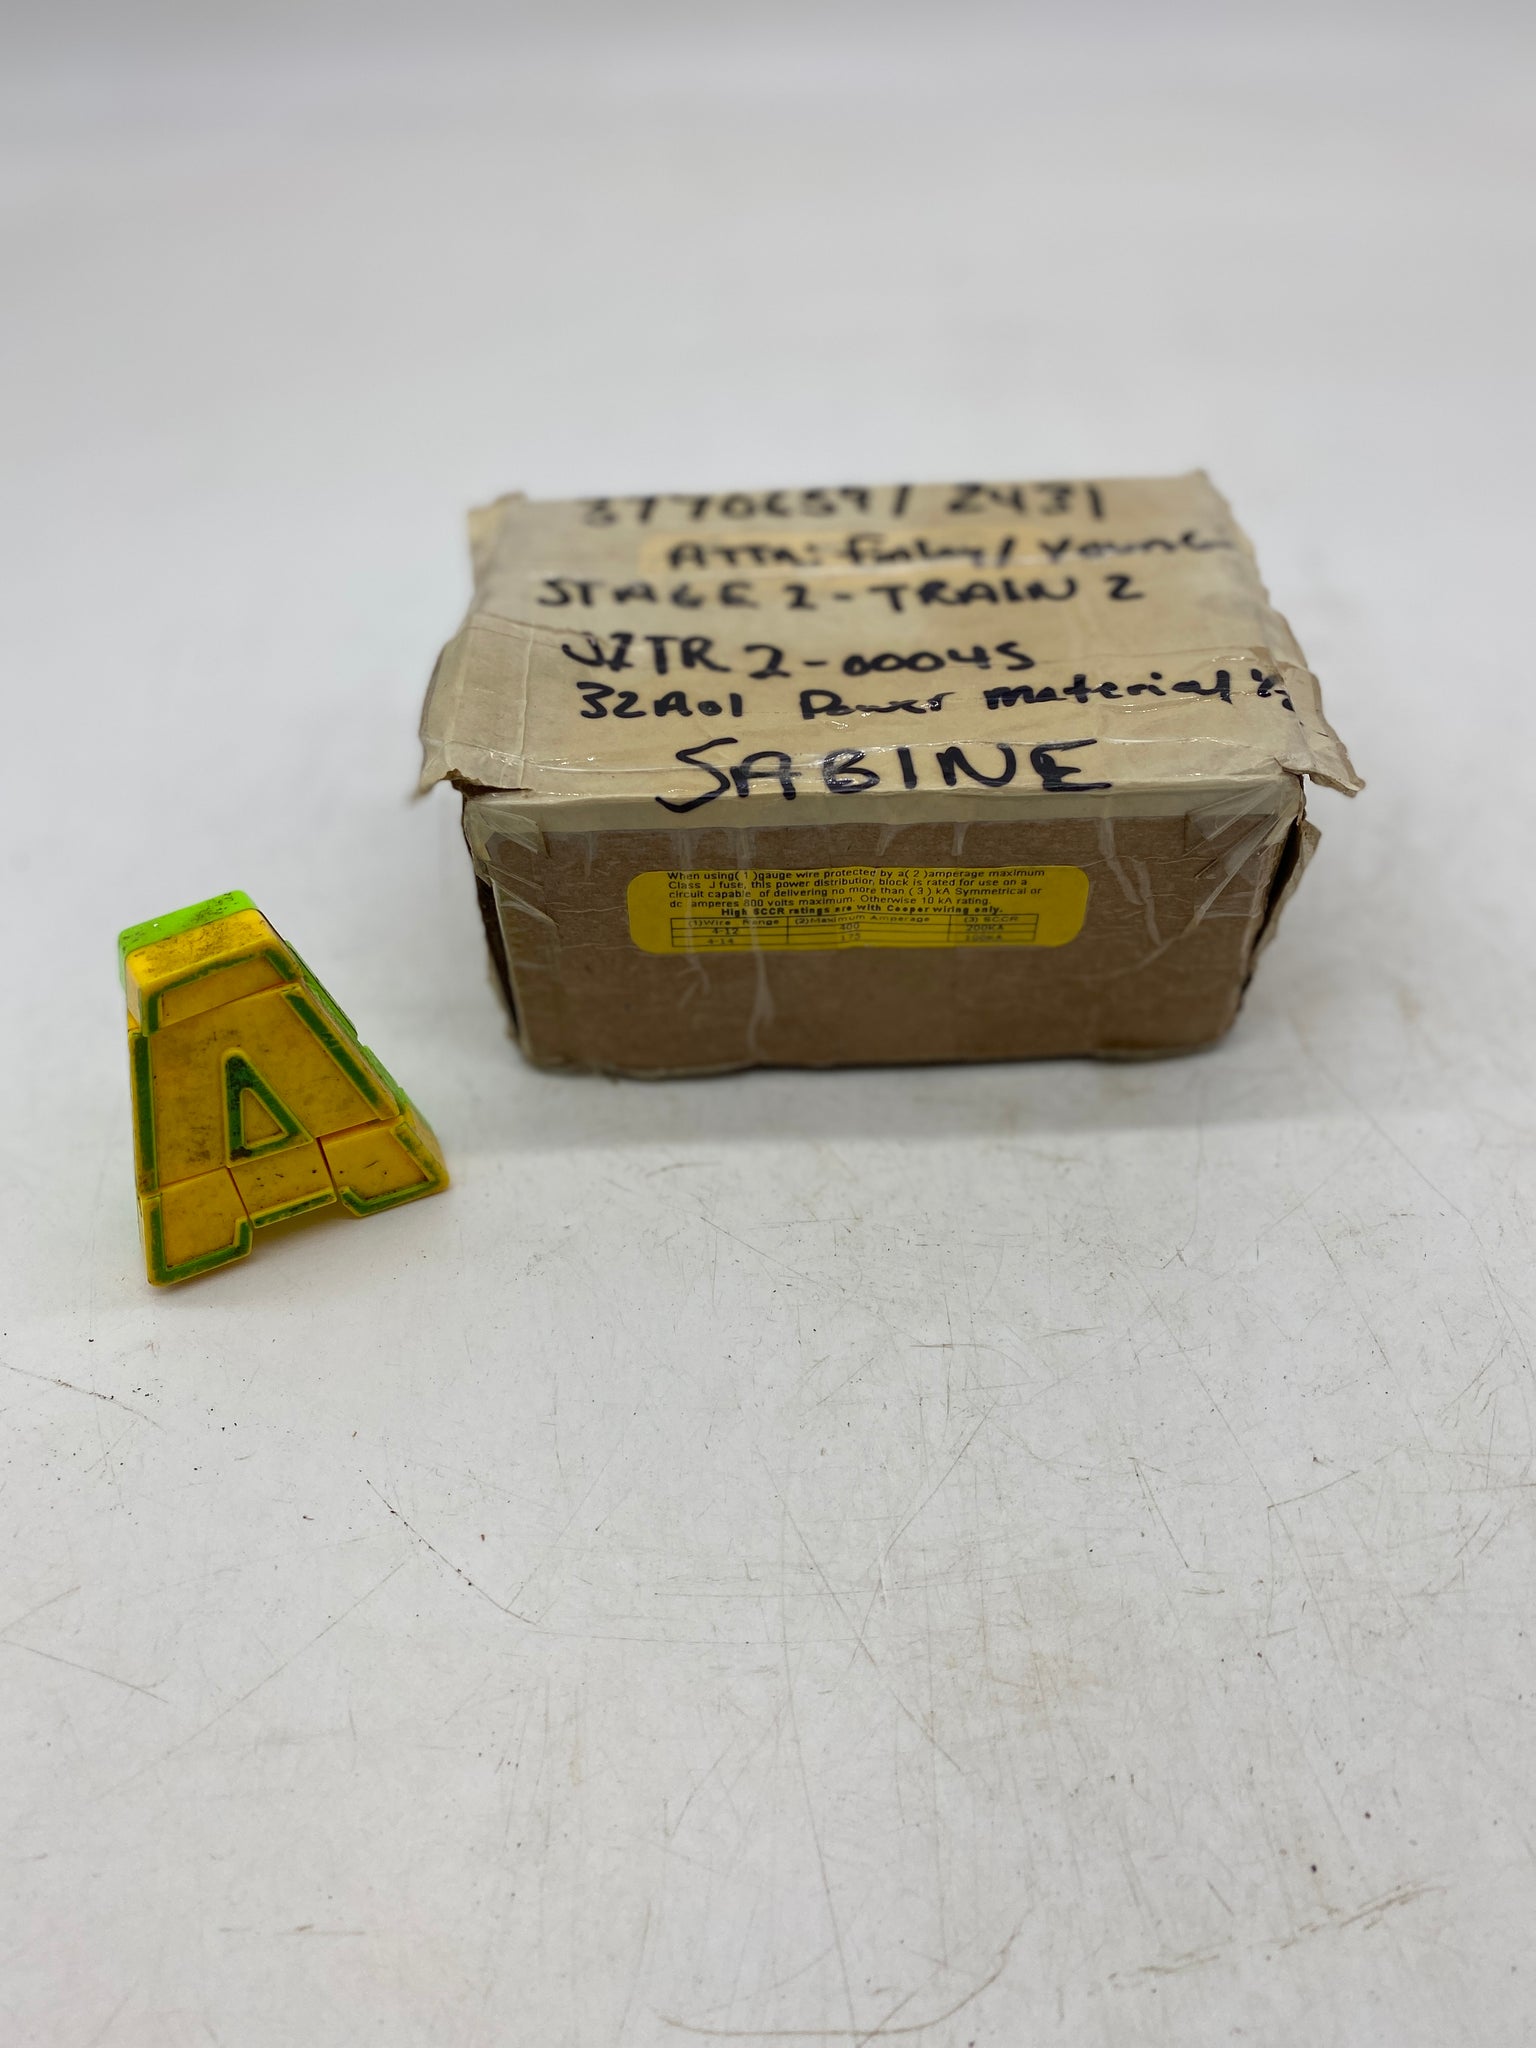 3770659/2431
ATTN: Finley/Young
STAGE 2-TRAIN 2
JZTR2-00045
32A01 Power Material
SABINE
When using( 1 )gauge wire protected by a( 2 )amperage maximum
Class J fuse, this power distribution block is rated for use on a
circuit capable of delivering no more than ( 3 ) kA Symmetrical or
dc amperes 800 volts maximum. Otherwise 10 kA rating.
High SCCR ratings are with Cooper wiring only.
(1)Wire Range (2)Maximum Amperage (3) SCCR
4-12 400 200KA
4-14 175 100KA
A